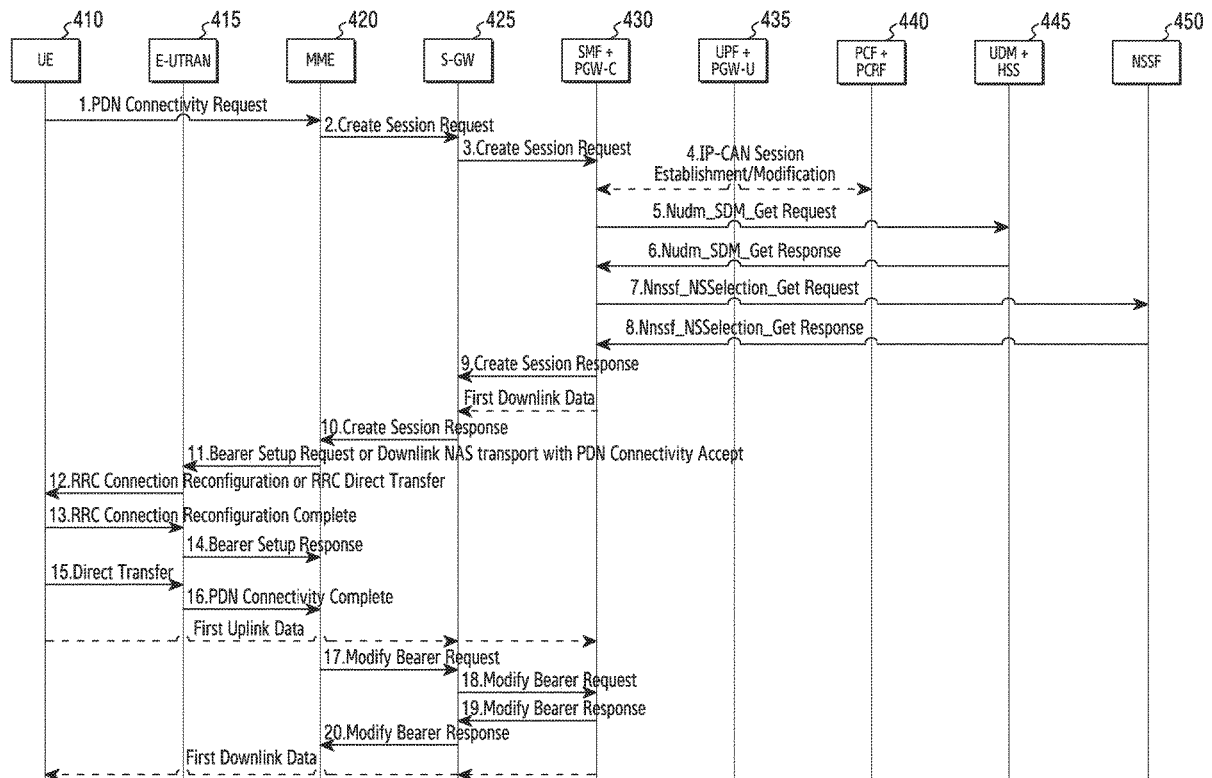 410
415
420
425
430
435
440
445
450
UE
E-UTRAN
MME
S-GW
SMF +
PGW-C
UPF +
PGW-U
PCF +
PCRF
UDM +
HSS
NSSF
1.PDN Connectivity Request
2.Create Session Request
3.Create Session Request
4.IP-CAN Session
Establishment/Modification
5.Nudm_SDM_Get Request
6.Nudm_SDM_Get Response
7.Nnssf_NSSelection_Get Request
8.Nnssf_NSSelection_Get Response
9.Create Session Response
First Downlink Data
10.Create Session Response
11.Bearer Setup Request or Downlink NAS transport with PDN Connectivity Accept
12.RRC Connection Reconfiguration or RRC Direct Transfer
13.RRC Connection Reconfiguration Complete
14.Bearer Setup Response
15.Direct Transfer
16.PDN Connectivity Complete
First Uplink Data
17.Modify Bearer Request
18.Modify Bearer Request
19.Modify Bearer Response
20.Modify Bearer Response
First Downlink Data